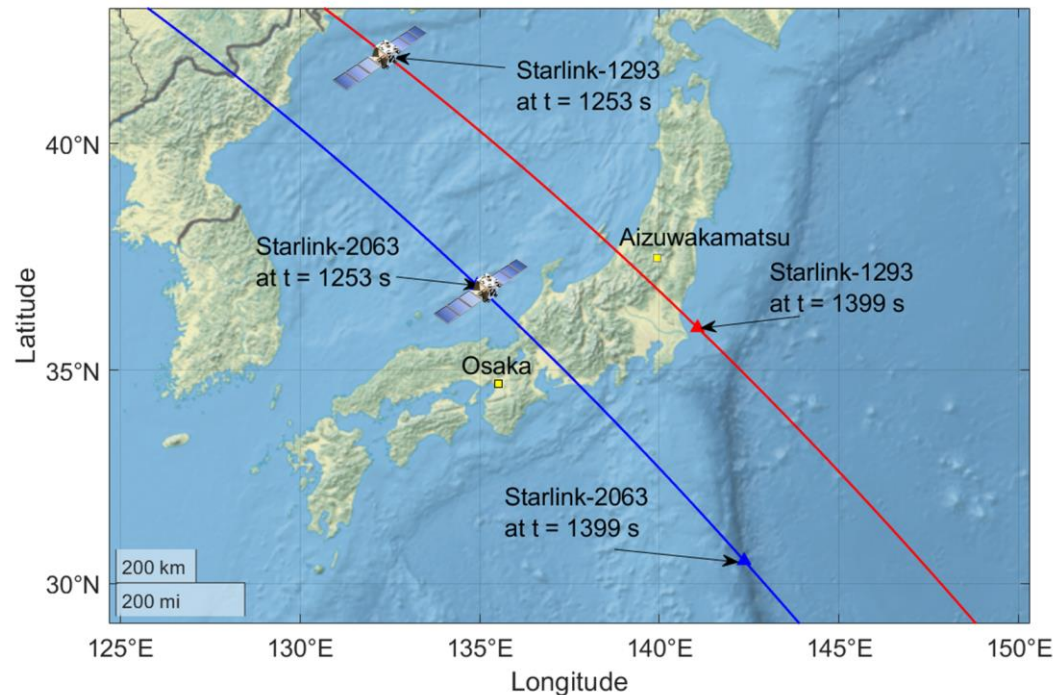 Starlink-1293
at t = 1253 s
40°N
Aizuwakamatsu
Starlink-2063
at t = 1253 s
Starlink-1293
at t = 1399 s
Latitude
35°N
Osaka
Starlink-2063
at t = 1399 s
200 km
30°N
200 mi
125°E
130°E
135°E
140°E
145°E
150°E
Longitude